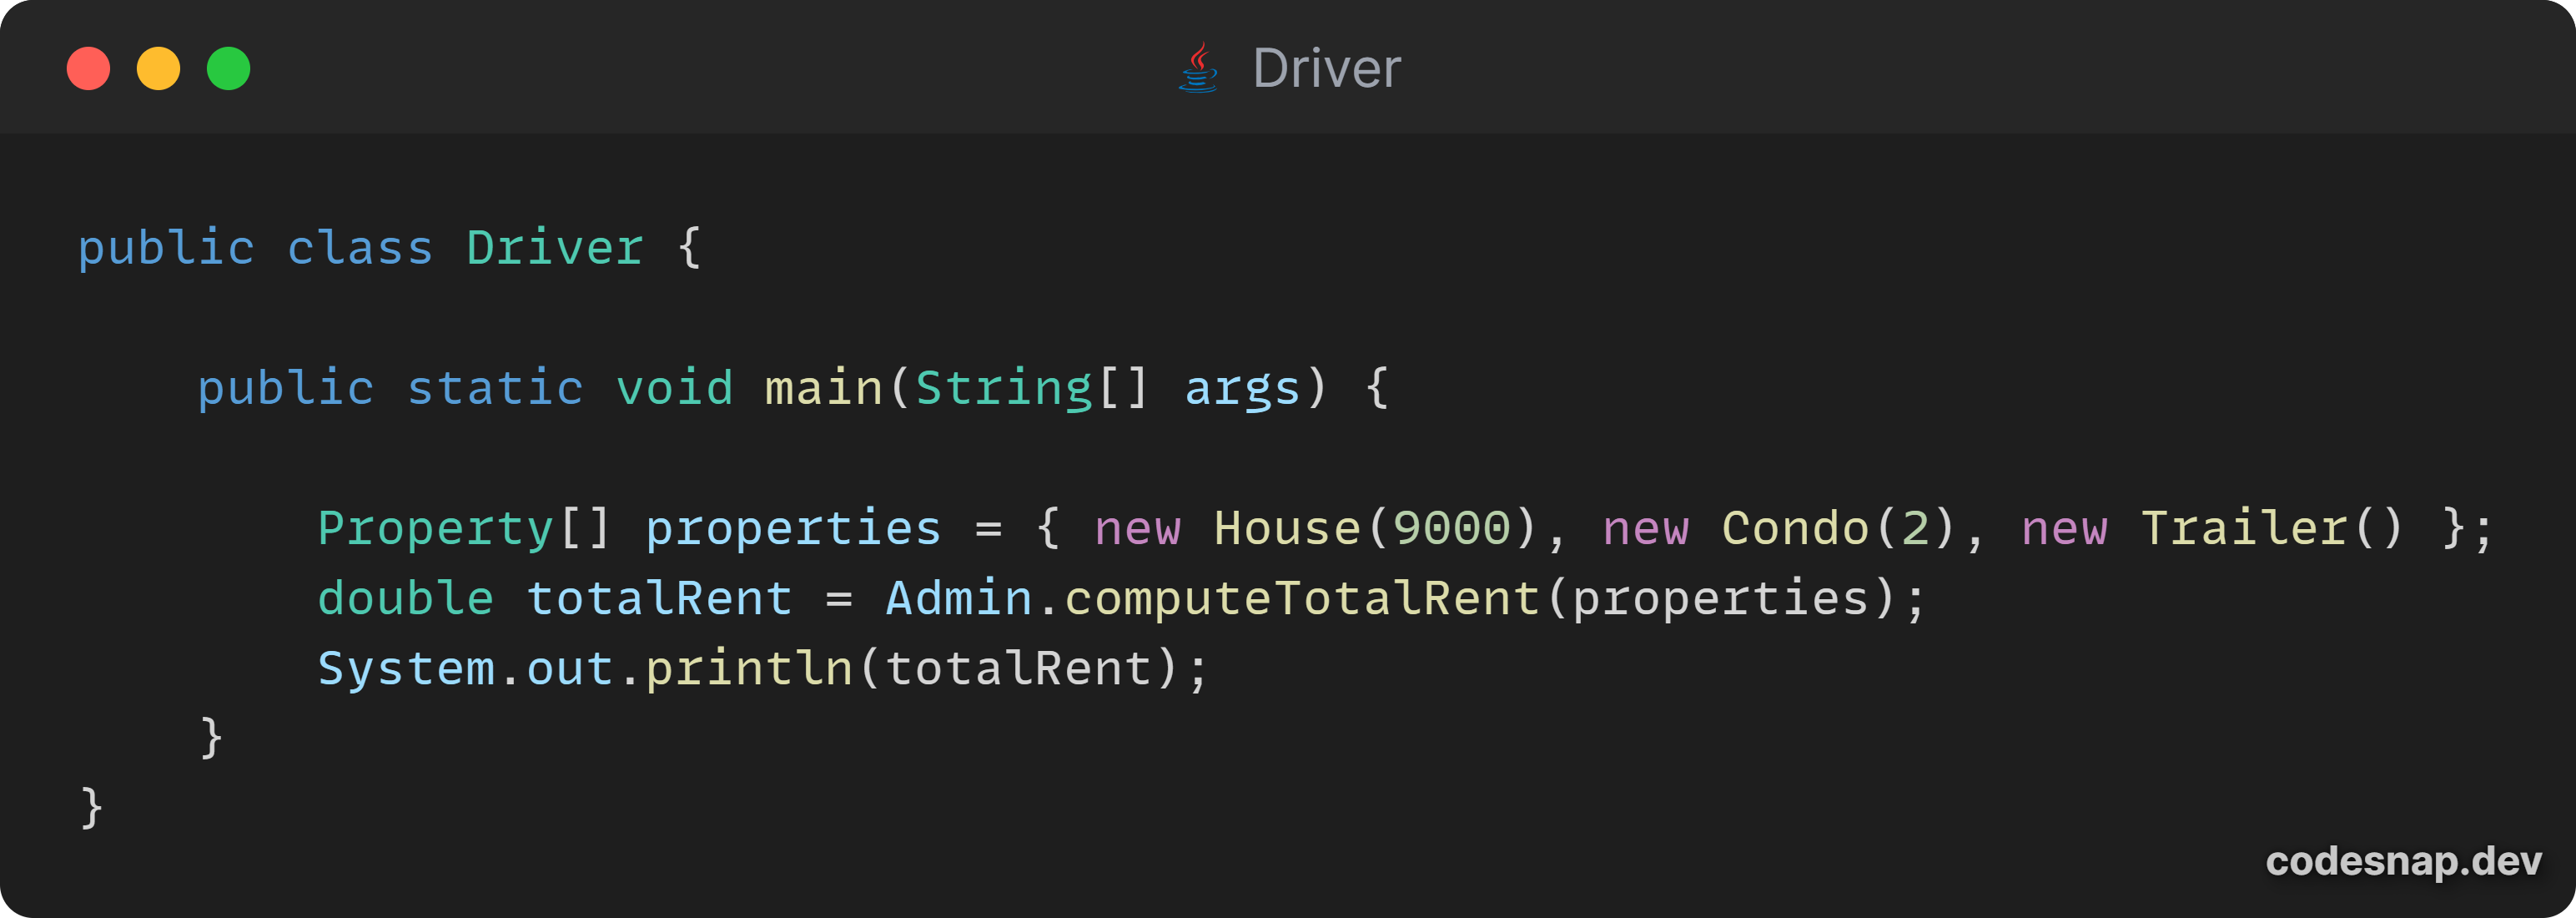 Driver
public class Driver {
public static void main(String[] args) {
Property[] properties = { new House(9000), new Condo(2), new Trailer() };
double totalRent = Admin.computeTotalRent(properties);
System.out.println(totalRent);
}
}
codesnap.dev